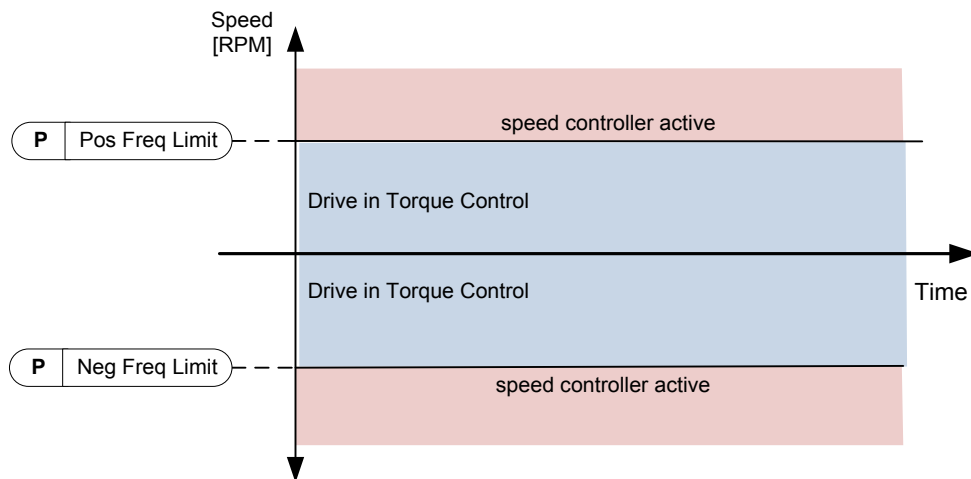 Speed
[RPM]
speed controller active
P Pos Freq Limit
Drive in Torque Control
Drive in Torque Control
Time
P Neg Freq Limit
speed controller active